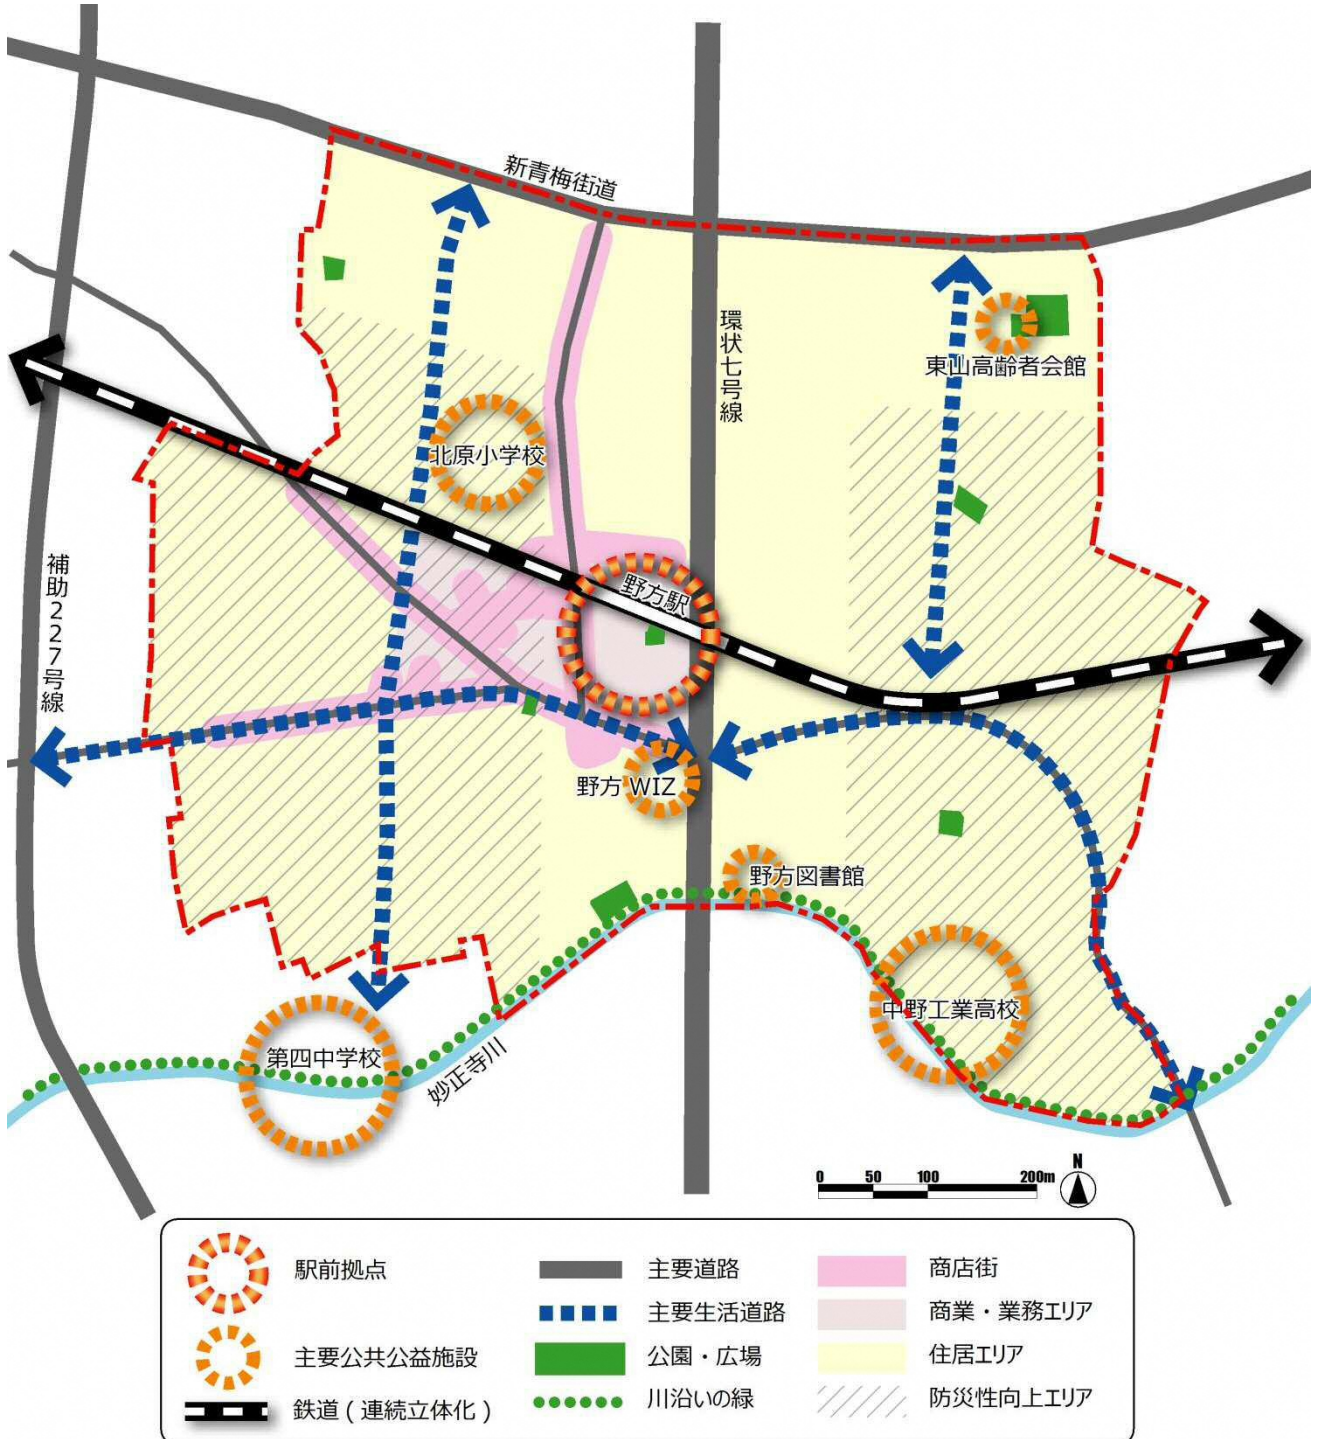 新青梅街道
環状七号線
東山高齢者会館
北原小学校
野方駅
補助227号線
野方WIZ
野方図書館
中野工業高校
第四中学校
妙正寺川
0 50 100 200m
N
駅前拠点
主要公共公益施設
鉄道(連続立体化)
主要道路
主要生活道路
公園・広場
川沿いの緑
商店街
商業・業務エリア
住居エリア
防災性向上エリア